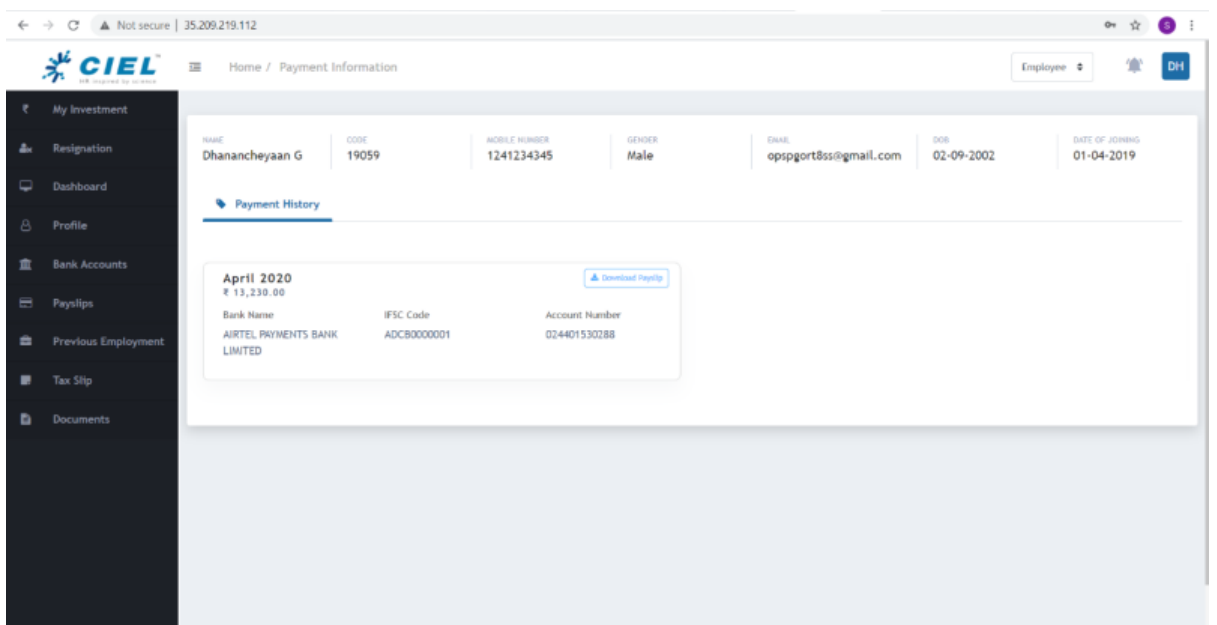 Not secure | 35.209.219.112
S
CIEL
HR inspired by science
Home / Payment Information
Employee
DH
₹ My Investment
Resignation
Dashboard
Profile
Bank Accounts
Payslips
Previous Employment
Tax Slip
Documents
NAME CODE MOBILE NUMBER GENDER EMAIL DOB DATE OF JOINING
Dhanancheyaan G 19059 1241234345 Male opspgort8ss@gmail.com 02-09-2002 01-04-2019
Payment History
April 2020 Download Payslip
₹ 13,230.00
Bank Name IFSC Code Account Number
AIRTEL PAYMENTS BANK ADCB0000001 024401530288
LIMITED